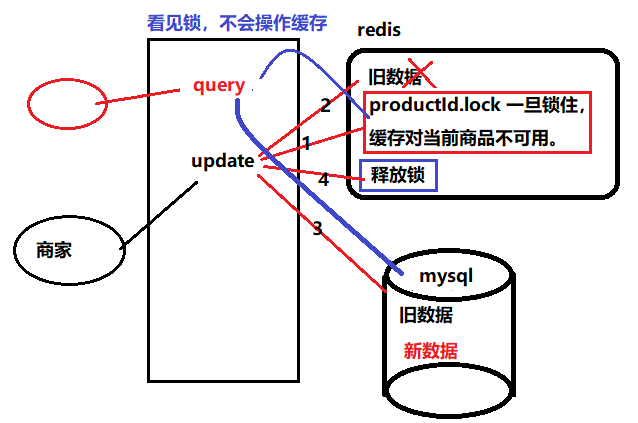 看见锁，不会操作缓存
redis
旧数据
query
2
productId.lock 一旦锁住，
缓存对当前商品不可用。
1
update
4
释放锁
3
商家
mysql
旧数据
新数据